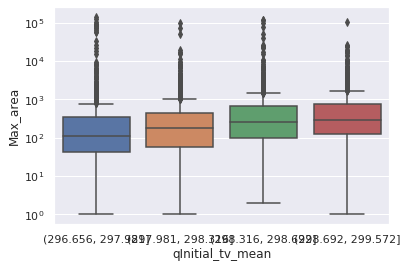 10⁵
10⁴
10³
10²
10¹
10⁰
Max_area
(296.656, 297.981] (297.981, 298.316] (298.316, 298.692] (298.692, 299.572]
qInitial_tv_mean